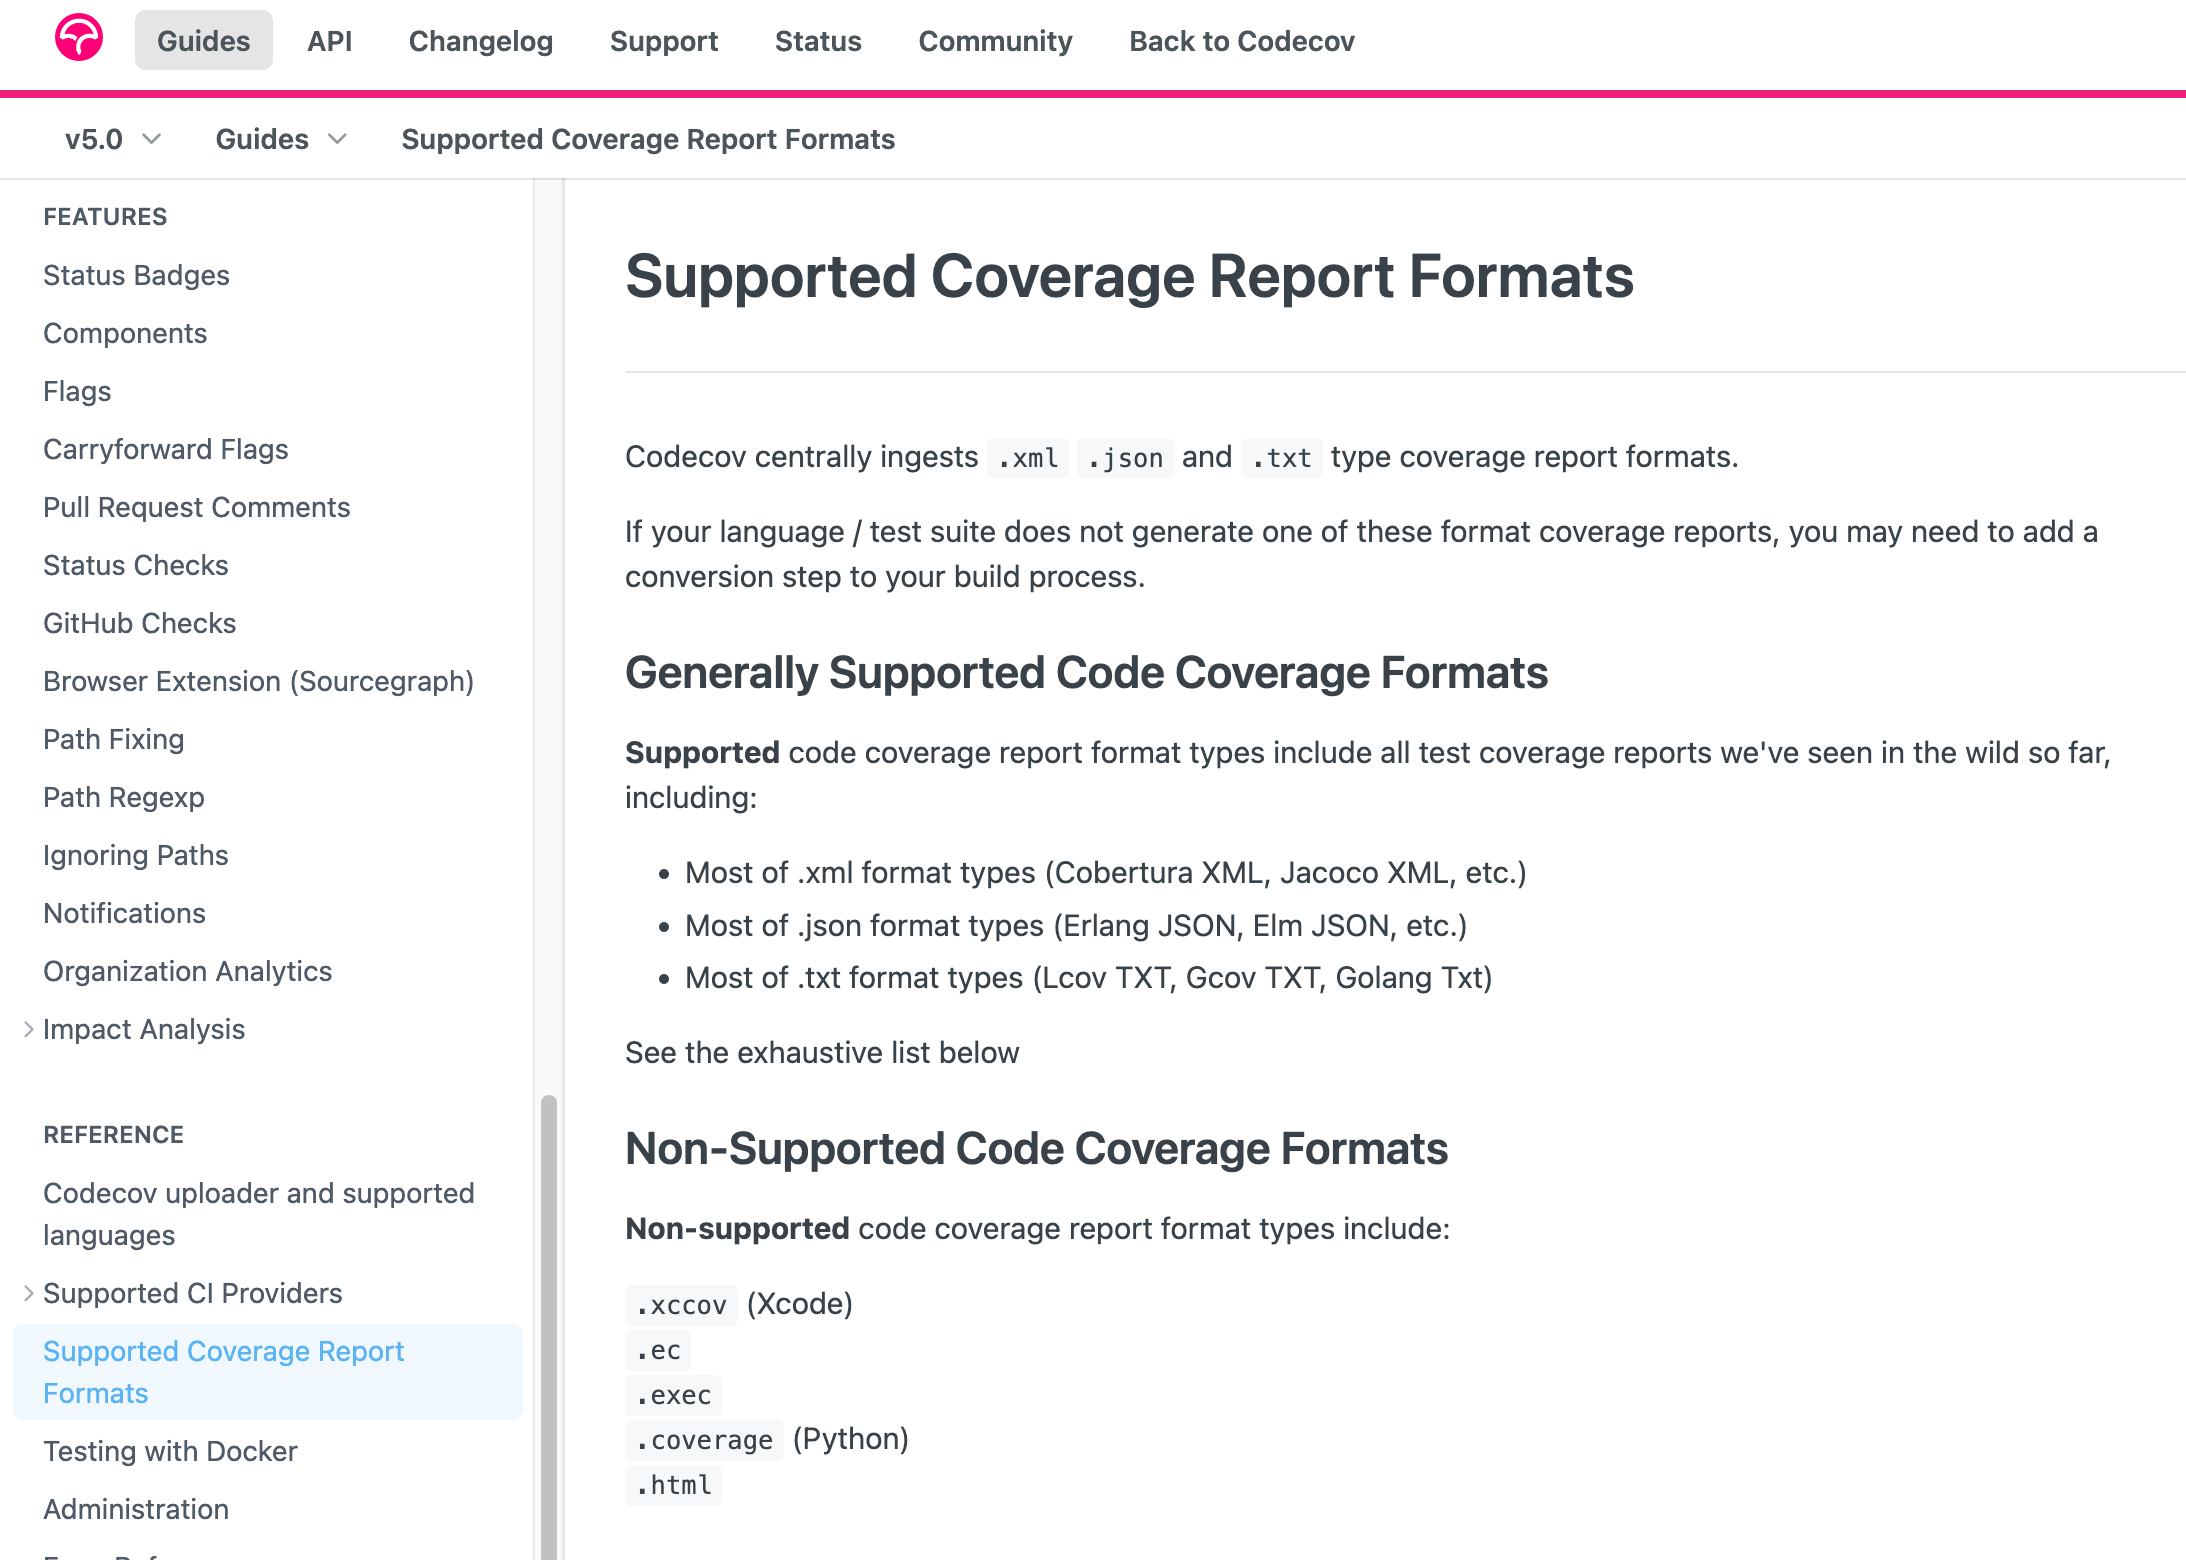 Guides API Changelog Support Status Community Back to Codecov
v5.0 Guides Supported Coverage Report Formats
FEATURES
Status Badges
Components
Flags
Carryforward Flags
Pull Request Comments
Status Checks
GitHub Checks
Browser Extension (Sourcegraph)
Path Fixing
Path Regexp
Ignoring Paths
Notifications
Organization Analytics
Impact Analysis
REFERENCE
Codecov uploader and supported
languages
Supported CI Providers
Supported Coverage Report
Formats
Testing with Docker
Administration
Supported Coverage Report Formats
Codecov centrally ingests .xml .json and .txt type coverage report formats.
If your language / test suite does not generate one of these format coverage reports, you may need to add a
conversion step to your build process.
Generally Supported Code Coverage Formats
Supported code coverage report format types include all test coverage reports we've seen in the wild so far,
including:
• Most of .xml format types (Cobertura XML, Jacoco XML, etc.)
• Most of .json format types (Erlang JSON, Elm JSON, etc.)
• Most of .txt format types (Lcov TXT, Gcov TXT, Golang Txt)
See the exhaustive list below
Non-Supported Code Coverage Formats
Non-supported code coverage report format types include:
.xccov (Xcode)
.ec
.exec
.coverage (Python)
.html